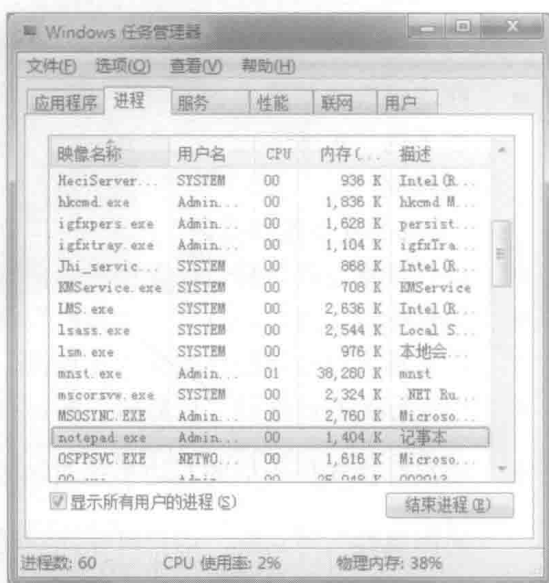 Windows 任务管理器
文件(F) 选项(O) 查看(V) 帮助(H)
应用程序 进程 服务 性能 联网 用户
映像名称 用户名 CPU 内存(... 描述
HeciServer... SYSTEM 00 936 K Intel(R...
hkcmd.exe Admin... 00 1,836 K hkcmd M...
igfxpers.exe Admin... 00 1,628 K persist...
igfxtray.exe Admin... 00 1,104 K igfxTra...
Jhi_servic... SYSTEM 00 868 K Intel(R...
KMService.exe SYSTEM 00 708 K KMService
LMS.exe SYSTEM 00 2,636 K Intel(R...
lsass.exe SYSTEM 00 2,544 K Local S...
lsm.exe SYSTEM 00 976 K 本地会...
mnst.exe Admin... 01 38,280 K mnst
mscorsvw.exe SYSTEM 00 2,324 K .NET Ru...
MSOSYNC.EXE Admin... 00 2,760 K Microso...
notepad.exe Admin... 00 1,404 K 记事本
OSPPSVC.EXE NETWO... 00 1,616 K Microso...
显示所有用户的进程(S) 结束进程(E)
进程数: 60 CPU 使用率: 2% 物理内存: 38%